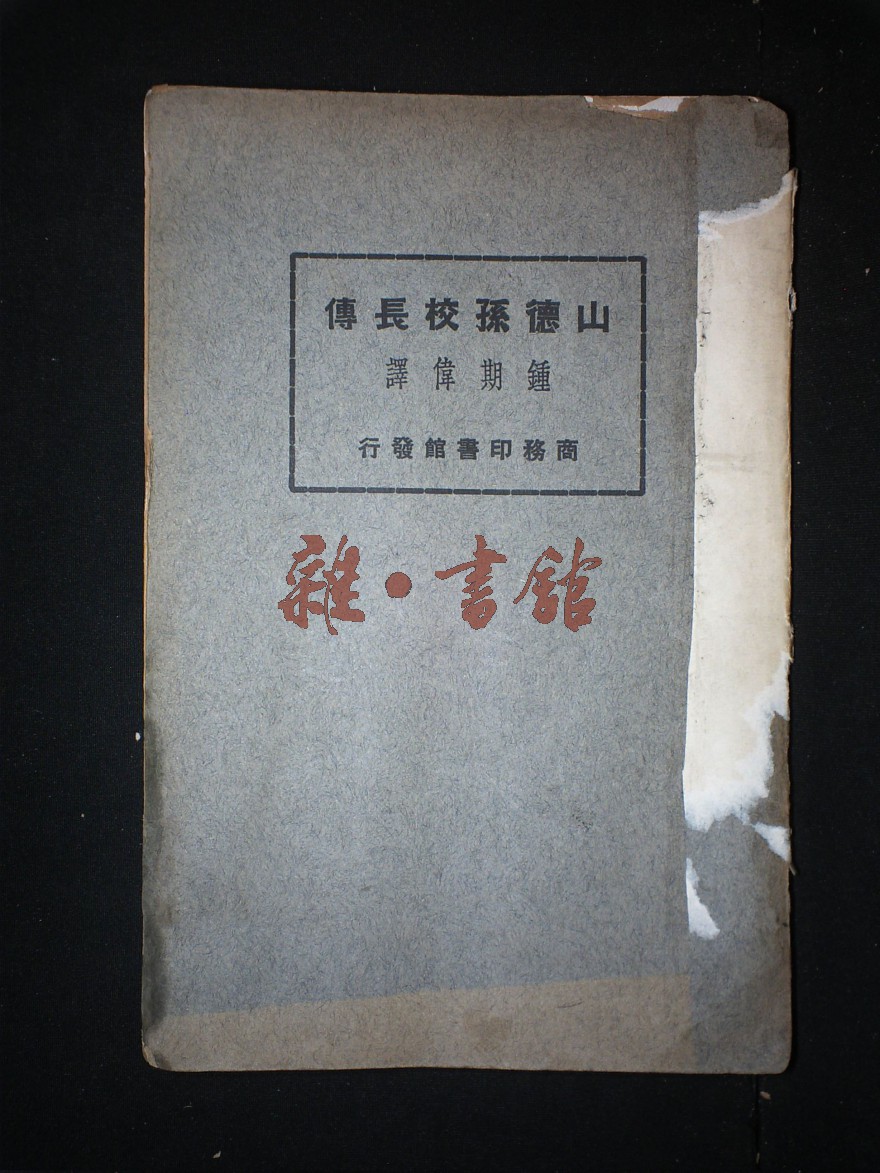 山德孫校長傳
鍾期偉譯
商務印書館發行
雜·書館